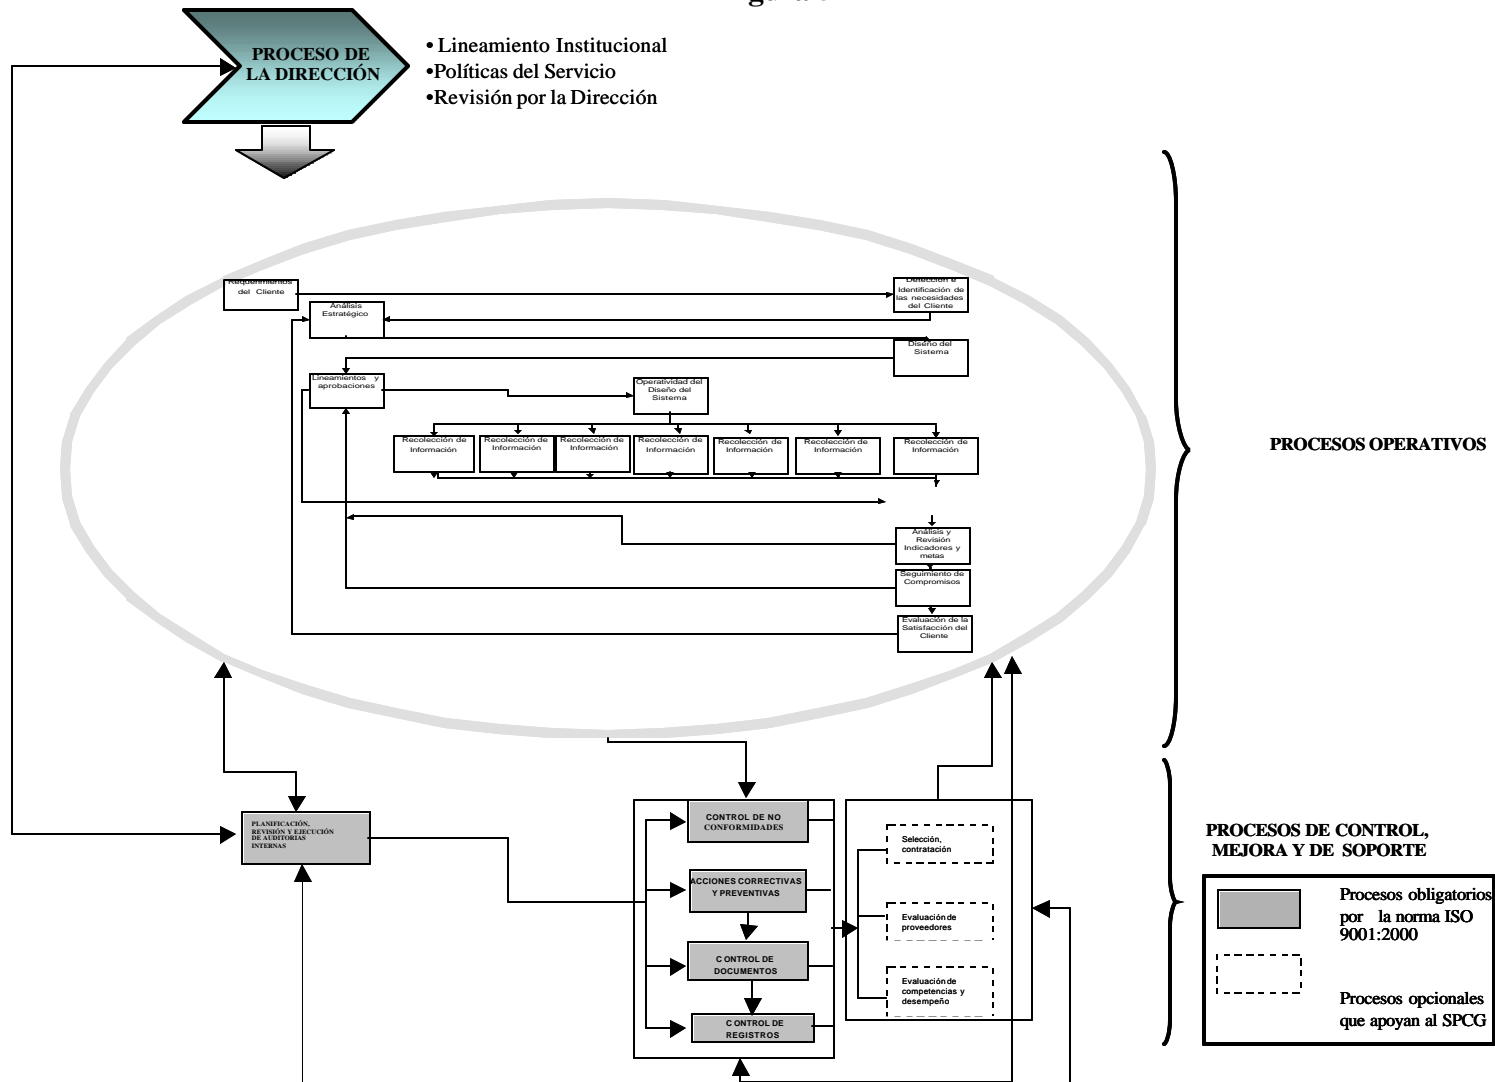 PROCESO DE
LA DIRECCIÓN
• Lineamiento Institucional
•Políticas del Servicio
•Revisión por la Dirección
Requerimientos
del Cliente
Detección e
Identificación de
las necesidades
del Cliente
Análisis
Estratégico
Diseño del
Sistema
Lineamientos y
aprobaciones
Operatividad del
Diseño del
Sistema
Recolección de
Información
Recolección de
Información
Recolección de
Información
Recolección de
Información
Recolección de
Información
Recolección de
Información
Recolección de
Información
Análisis y
Revisión
Indicadores y
metas
Seguimiento de
Compromisos
Evaluación de la
Satisfacción del
Cliente
PROCESOS OPERATIVOS
PLANIFICACIÓN,
REVISIÓN Y EJECUCIÓN
DE AUDITORIAS
INTERNAS
CONTROL DE NO
CONFORMIDADES
ACCIONES CORRECTIVAS
Y PREVENTIVAS
CONTROL DE
DOCUMENTOS
CONTROL DE
REGISTROS
Selección,
contratación
Evaluación de
proveedores
Evaluación de
competencias y
desempeño
PROCESOS DE CONTROL,
MEJORA Y DE SOPORTE
Procesos obligatorios
por la norma ISO
9001:2000
Procesos opcionales
que apoyan al SPCG